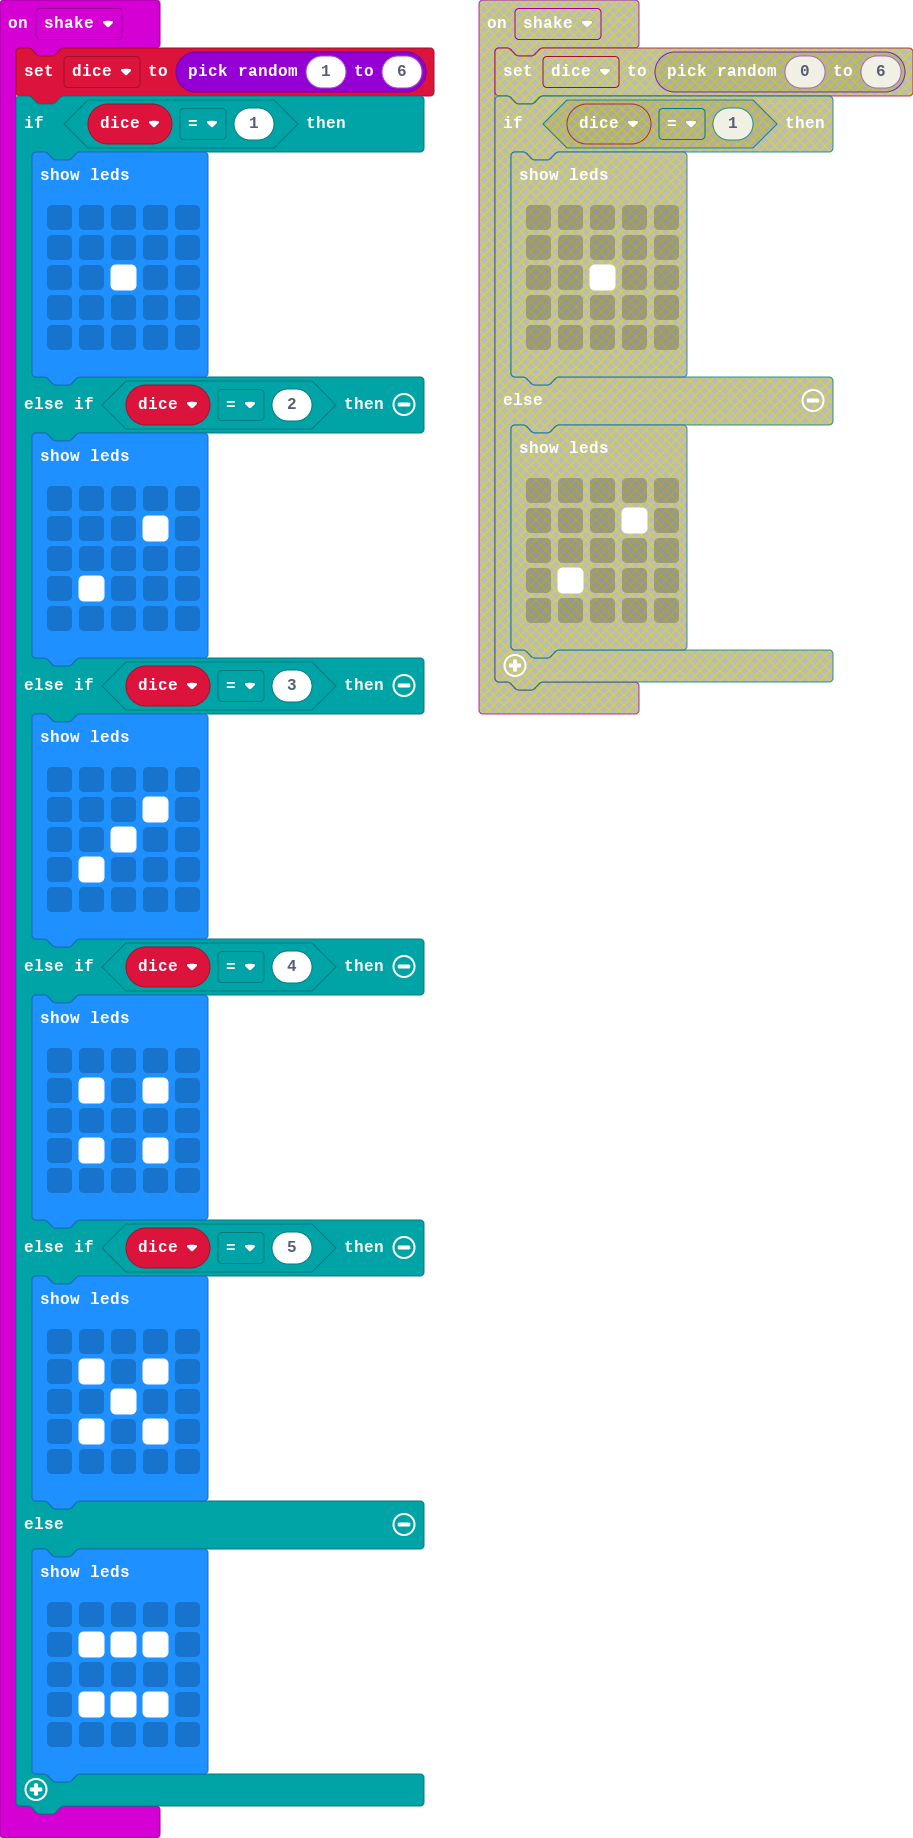 on shake
set dice to pick random 1 to 6
if dice = 1 then
show leds
else if dice = 2 then
show leds
else if dice = 3 then
show leds
else if dice = 4 then
show leds
else if dice = 5 then
show leds
else
show leds
on shake
set dice to pick random 0 to 6
if dice = 1 then
show leds
else
show leds